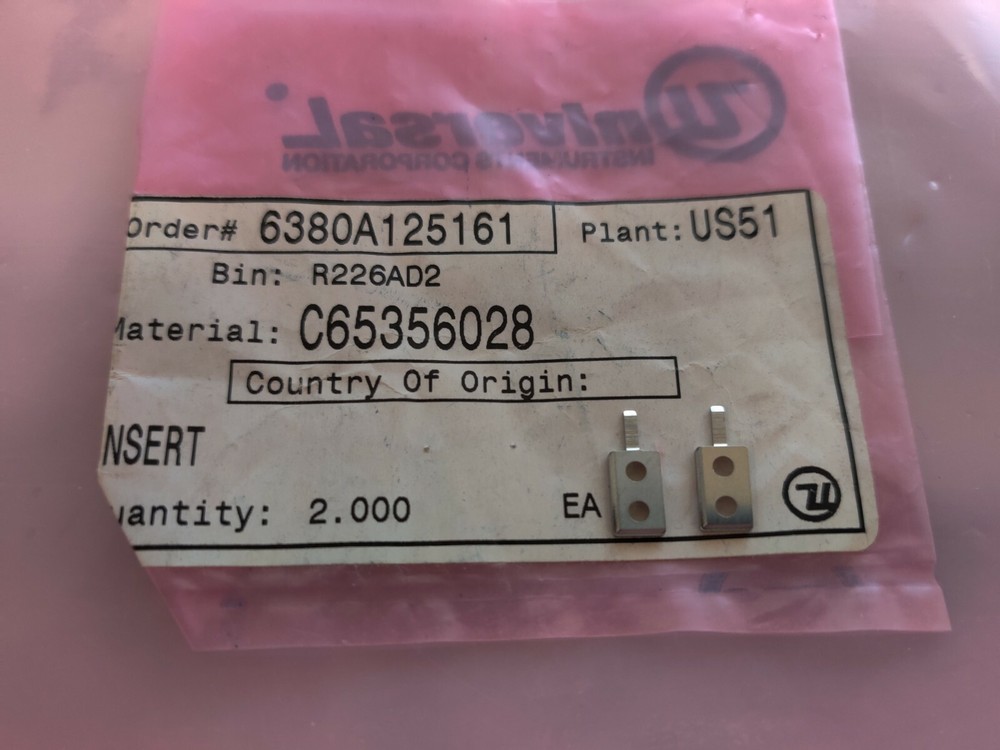 Universal
INSTRUMENTS CORPORATION
Order# 6380A125161 Plant: US51
Bin: R226AD2
Material: C65356028
Country Of Origin:
NSERT
uantity: 2.000 EA